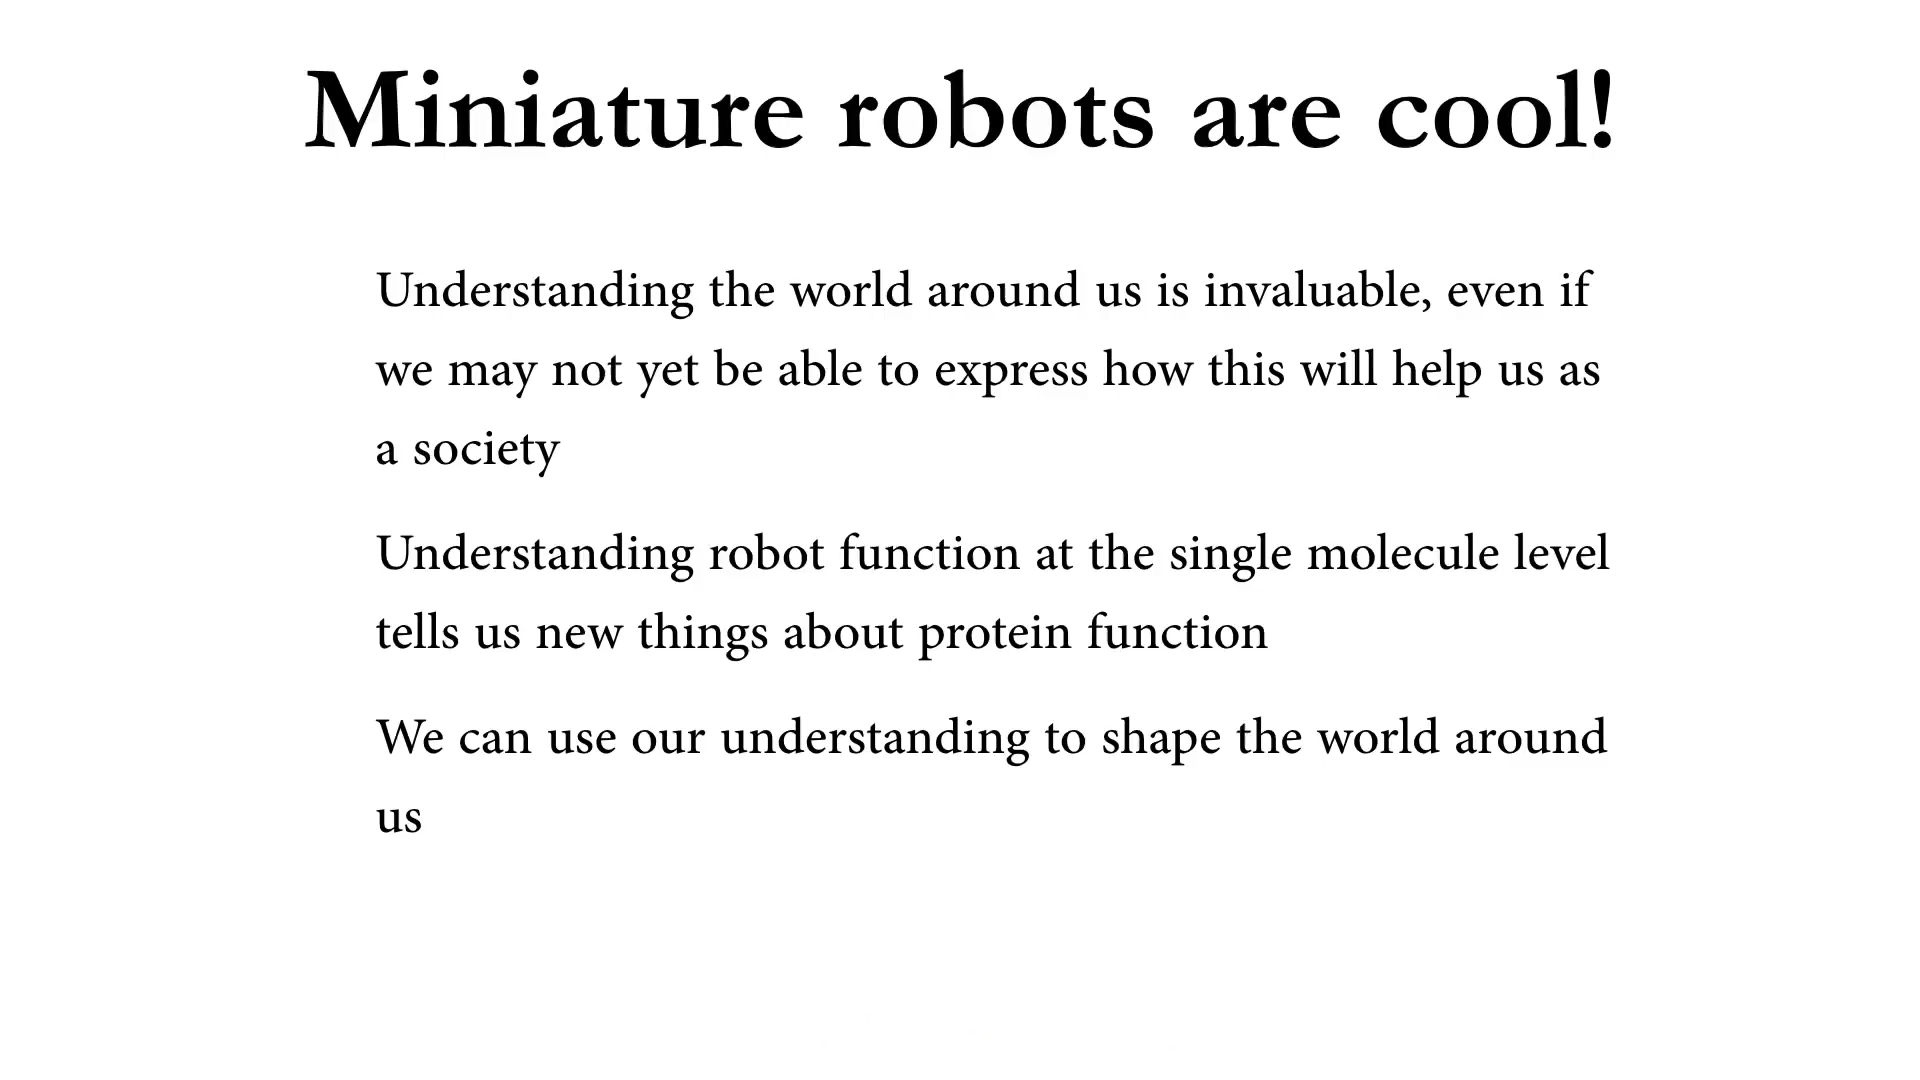 Miniature robots are cool!
Understanding the world around us is invaluable, even if
we may not yet be able to express how this will help us as
a society
Understanding robot function at the single molecule level
tells us new things about protein function
We can use our understanding to shape the world around
us